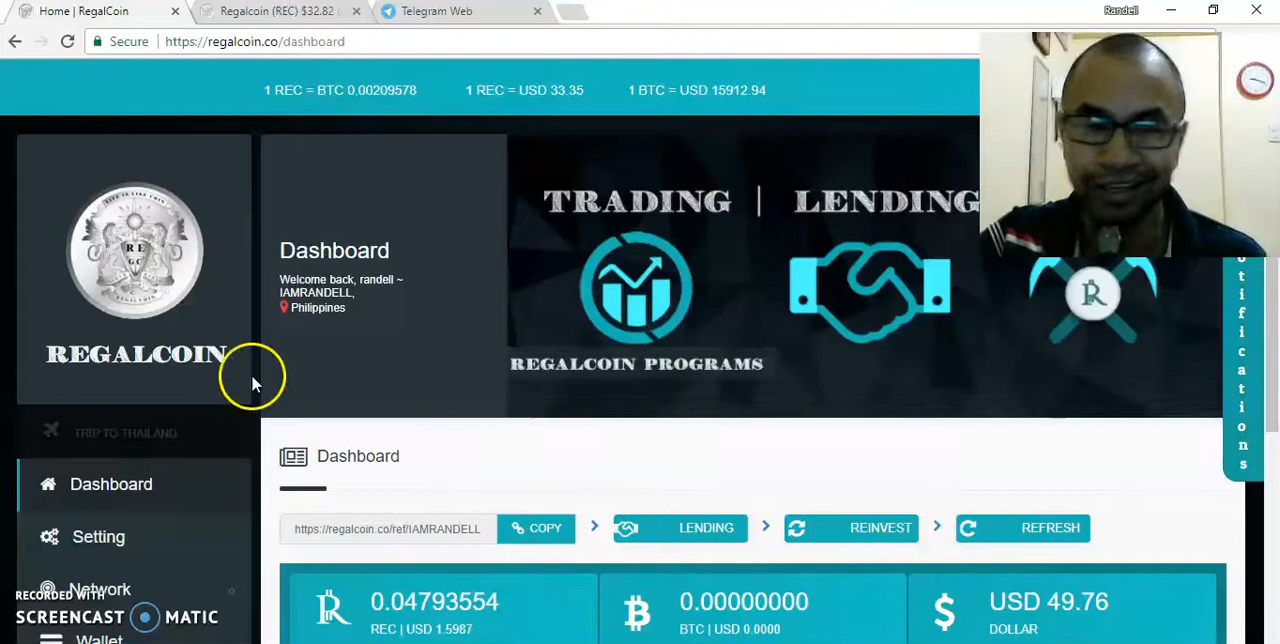 Home | RegalCoin
Regalcoin (REC) $32.82
Telegram Web
Randell
Secure
https://regalcoin.co/dashboard
1 REC = BTC 0.00209578
1 REC = USD 33.35
1 BTC = USD 15912.94
REGALCOIN
TRADING | LENDING
Dashboard
Welcome back, randell ~
IAMRANDELL,
Philippines
REGALCOIN PROGRAMS
otifications
TRIP TO THAILAND
Dashboard
Dashboard
Setting
Network
Wallet
https://regalcoin.co/ref/IAMRANDELL
COPY
LENDING
REINVEST
REFRESH
0.04793554
REC | USD 1.5987
0.00000000
BTC | USD 0.0000
USD 49.76
DOLLAR
RECORDED WITH
SCREENCAST MATIC